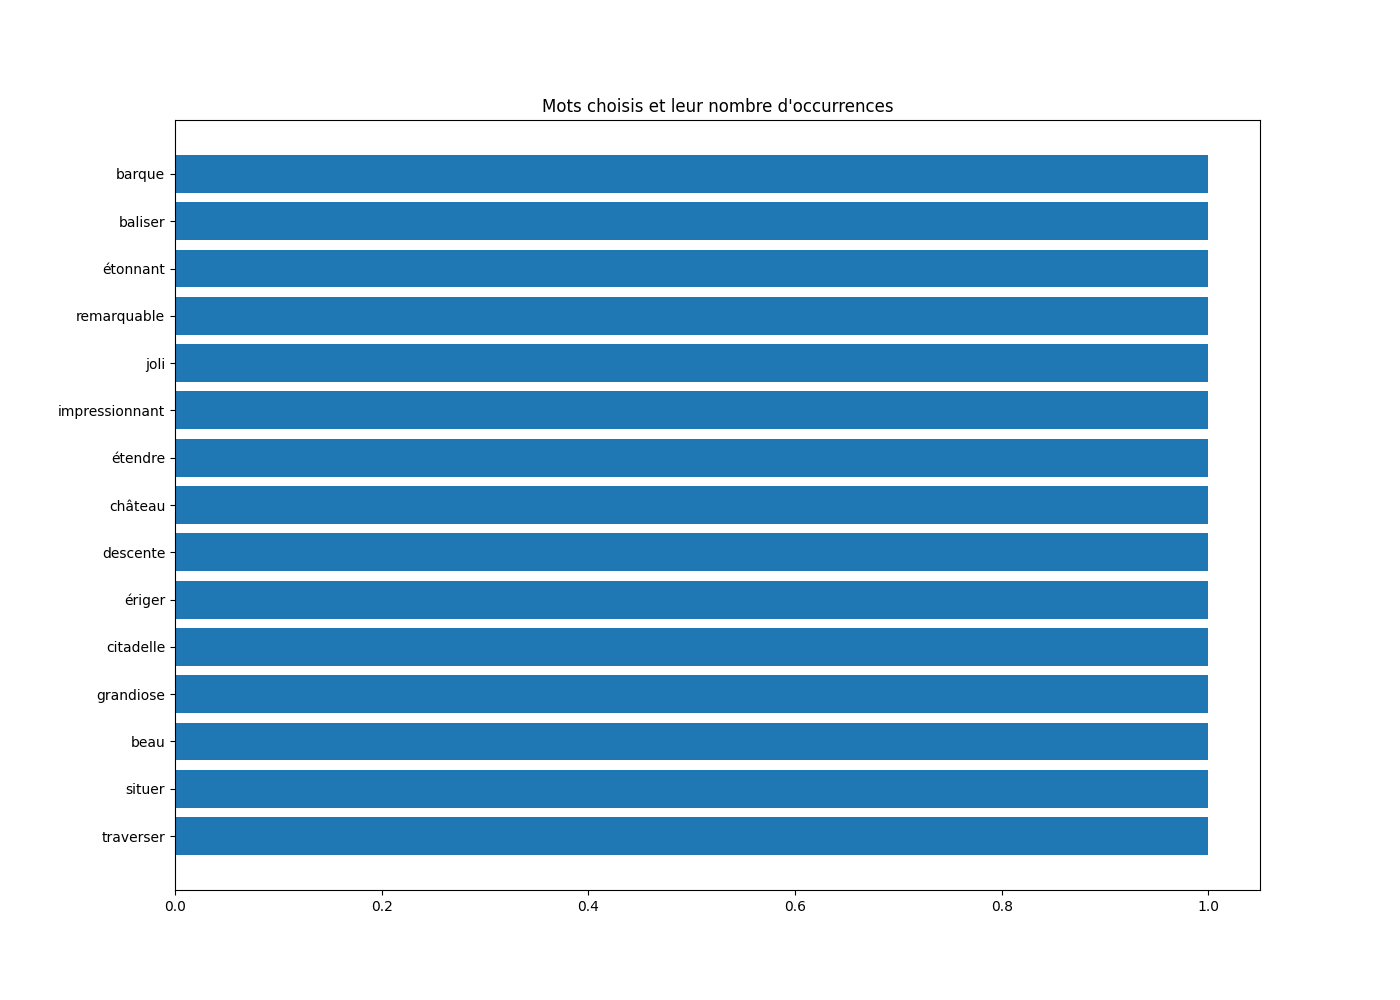 Mots choisis et leur nombre d'occurrences
barque
baliser
étonnant
remarquable
joli
impressionnant
étendre
château
descente
ériger
citadelle
grandiose
beau
situer
traverser
0.0 0.2 0.4 0.6 0.8 1.0